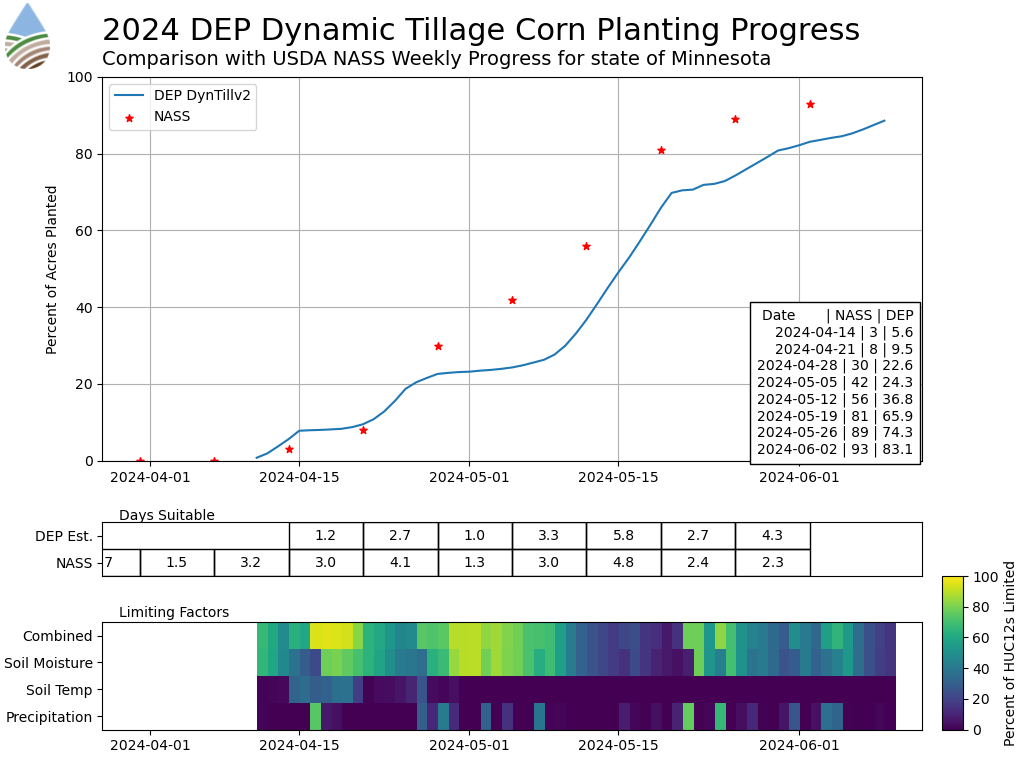 2024 DEP Dynamic Tillage Corn Planting Progress
Comparison with USDA NASS Weekly Progress for state of Minnesota
DEP DynTillv2
NASS
Percent of Acres Planted
100
80
60
40
20
0
Date | NASS | DEP
2024-04-14 | 3 | 5.6
2024-04-21 | 8 | 9.5
2024-04-28 | 30 | 22.6
2024-05-05 | 42 | 24.3
2024-05-12 | 56 | 36.8
2024-05-19 | 81 | 65.9
2024-05-26 | 89 | 74.3
2024-06-02 | 93 | 83.1
2024-04-01 2024-04-15 2024-05-01 2024-05-15 2024-06-01
Days Suitable
DEP Est. 1.2 2.7 1.0 3.3 5.8 2.7 4.3
NASS 7 1.5 3.2 3.0 4.1 1.3 3.0 4.8 2.4 2.3
Limiting Factors
Combined
Soil Moisture
Soil Temp
Precipitation
2024-04-01 2024-04-15 2024-05-01 2024-05-15 2024-06-01
100
80
60
40
20
0
Percent of HUC12s Limited